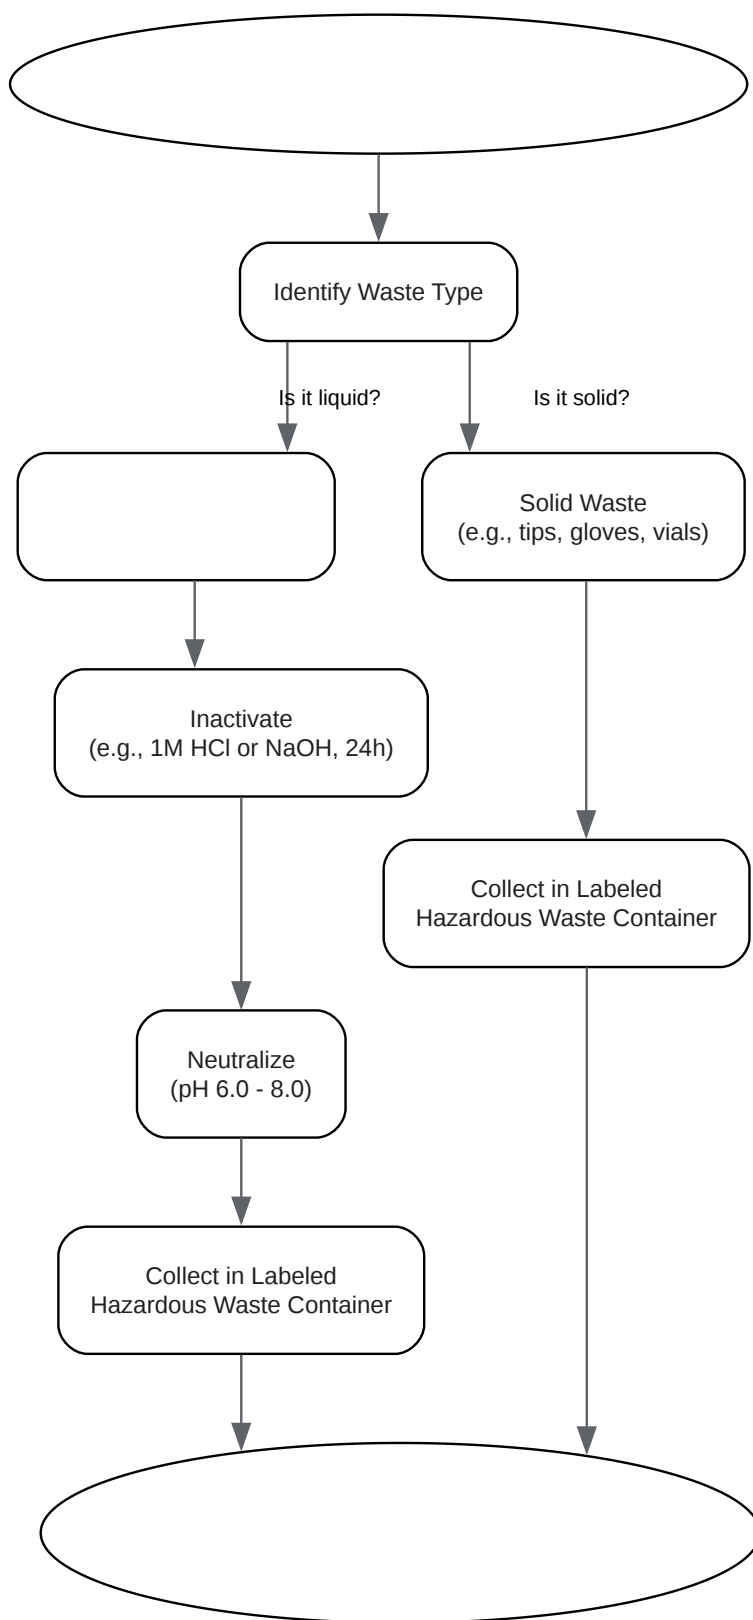 Identify Waste Type
Is it liquid?
Is it solid?
Solid Waste
(e.g., tips, gloves, vials)
Inactivate
(e.g., 1M HCl or NaOH, 24h)
Collect in Labeled
Hazardous Waste Container
Neutralize
(pH 6.0 - 8.0)
Collect in Labeled
Hazardous Waste Container